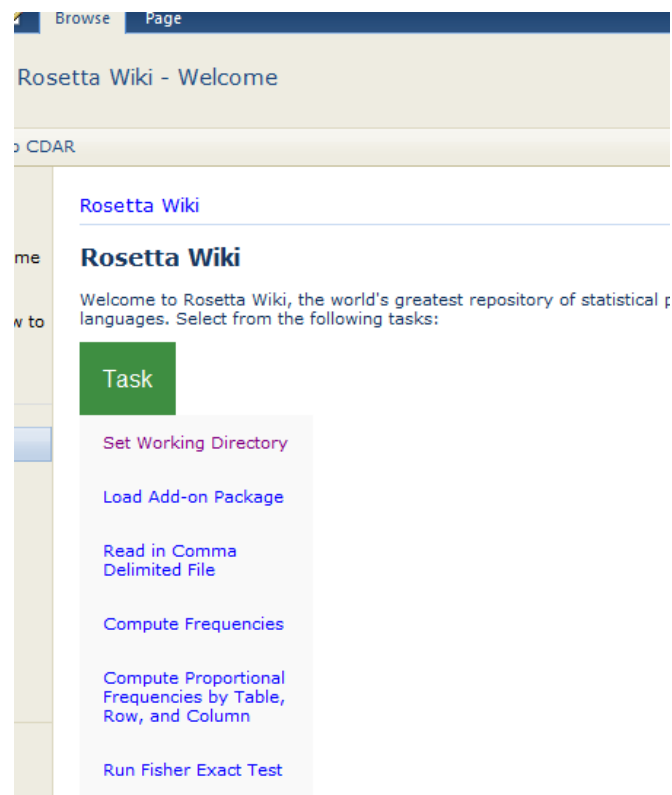 Browse Page
Rosetta Wiki - Welcome
CDAR
Rosetta Wiki
me
Rosetta Wiki
Welcome to Rosetta Wiki, the world's greatest repository of statistical
w to
languages. Select from the following tasks:
Task
Set Working Directory
Load Add-on Package
Read in Comma
Delimited File
Compute Frequencies
Compute Proportional
Frequencies by Table,
Row, and Column
Run Fisher Exact Test